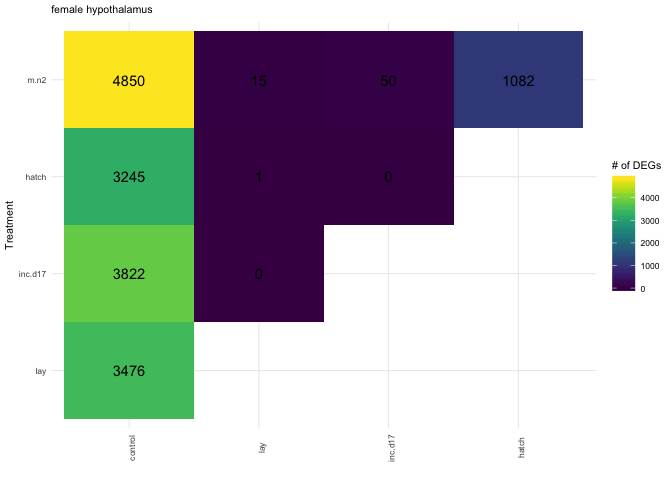 female hypothalamus
m.n2
4850
15
50
1082
hatch
3245
1
0
inc.d17
3822
0
lay
3476
Treatment
control
lay
inc.d17
hatch
# of DEGs
4000
3000
2000
1000
0